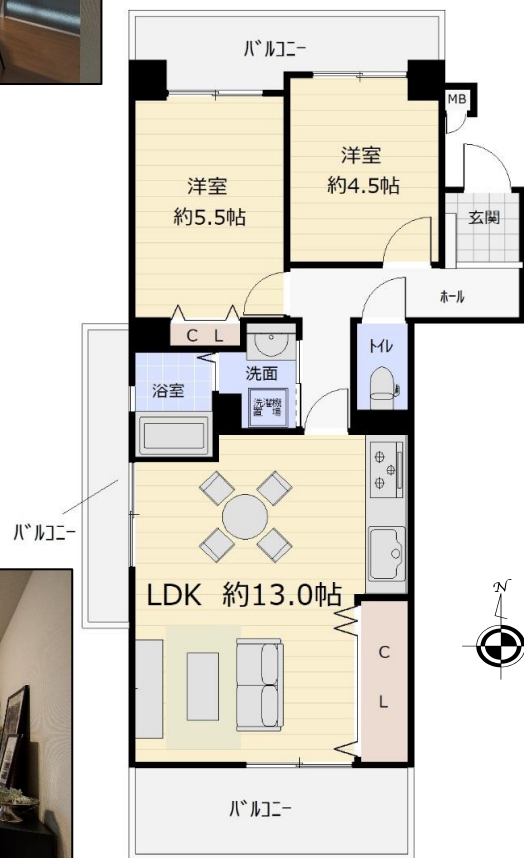 バルコニー
MB
洋室
約4.5帖
洋室
約5.5帖
玄関
ホール
CL
トイレ
洗面
浴室
洗濯機
置場
バルコニー
LDK 約13.0帖
N
C
L
バルコニー